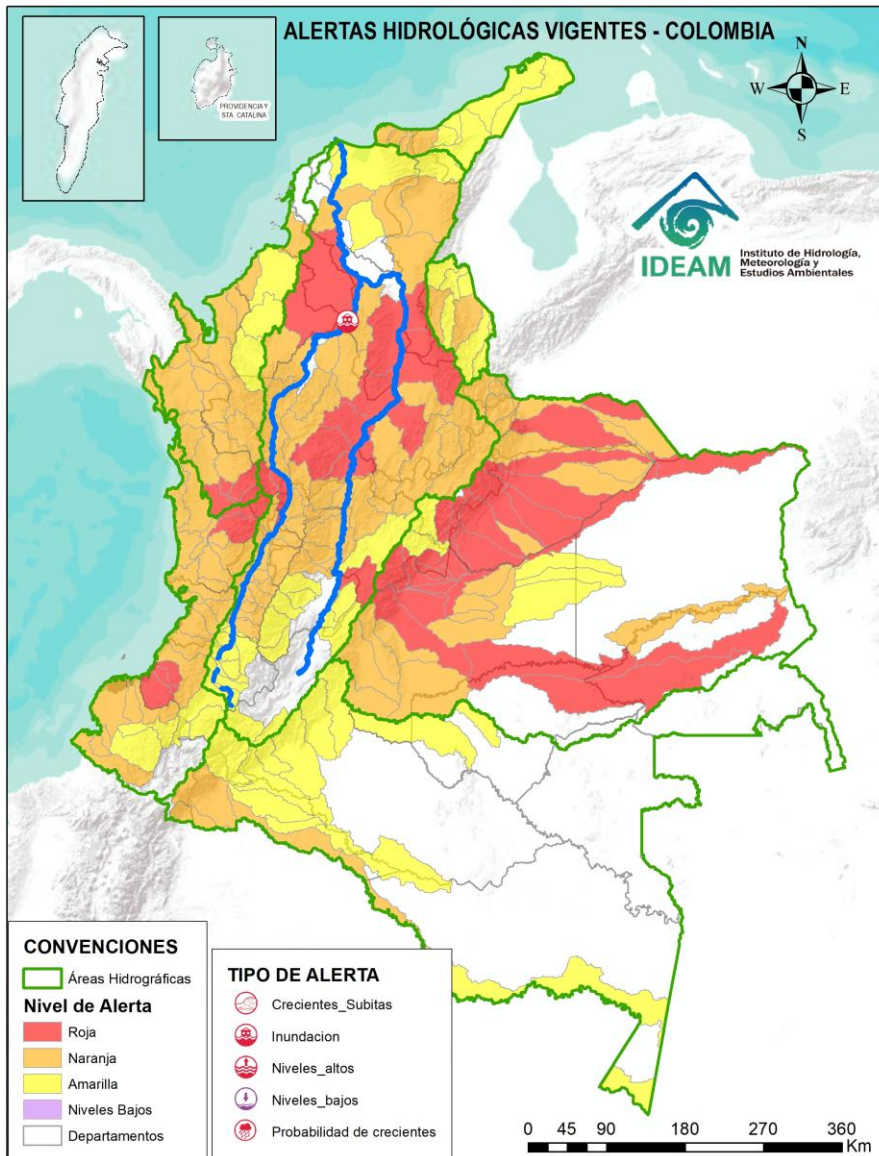 ALERTAS HIDROLÓGICAS VIGENTES - COLOMBIA
PROVIDENCIA Y
STA. CATALINA
N
W E
S
IDEAM
Instituto de Hidrología,
Meteorología y
Estudios Ambientales
CONVENCIONES
Áreas Hidrográficas
Nivel de Alerta
Roja
Naranja
Amarilla
Niveles Bajos
Departamentos
TIPO DE ALERTA
Crecientes_Subitas
Inundacion
Niveles_altos
Niveles_bajos
Probabilidad de crecientes
0 45 90 180 270 360
Km